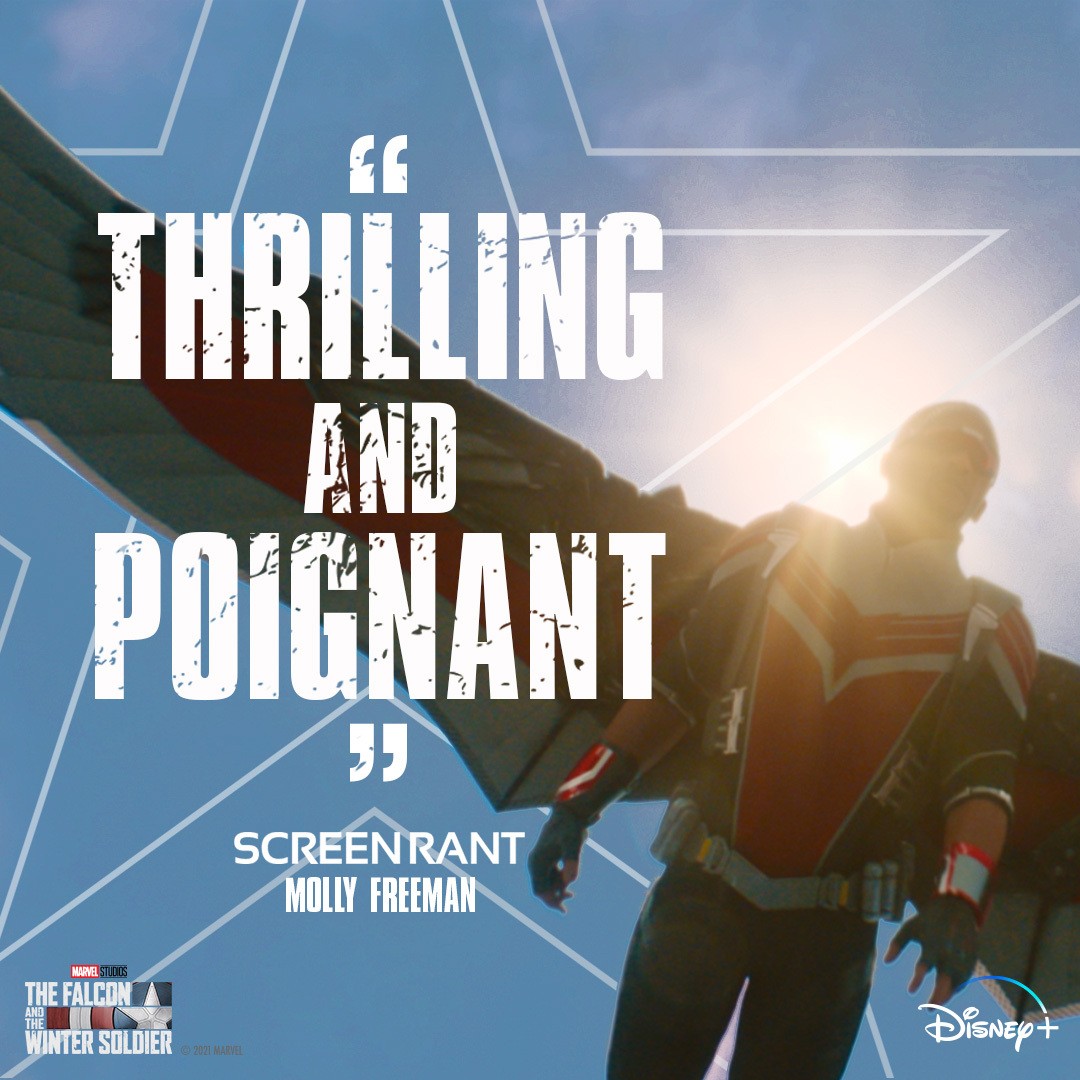 “
THRILLING
AND
POIGNANT
”
SCREENRANT
MOLLY FREEMAN
MARVEL STUDIOS
THE FALCON
AND
THE
WINTER SOLDIER
© 2021 MARVEL
Disney+